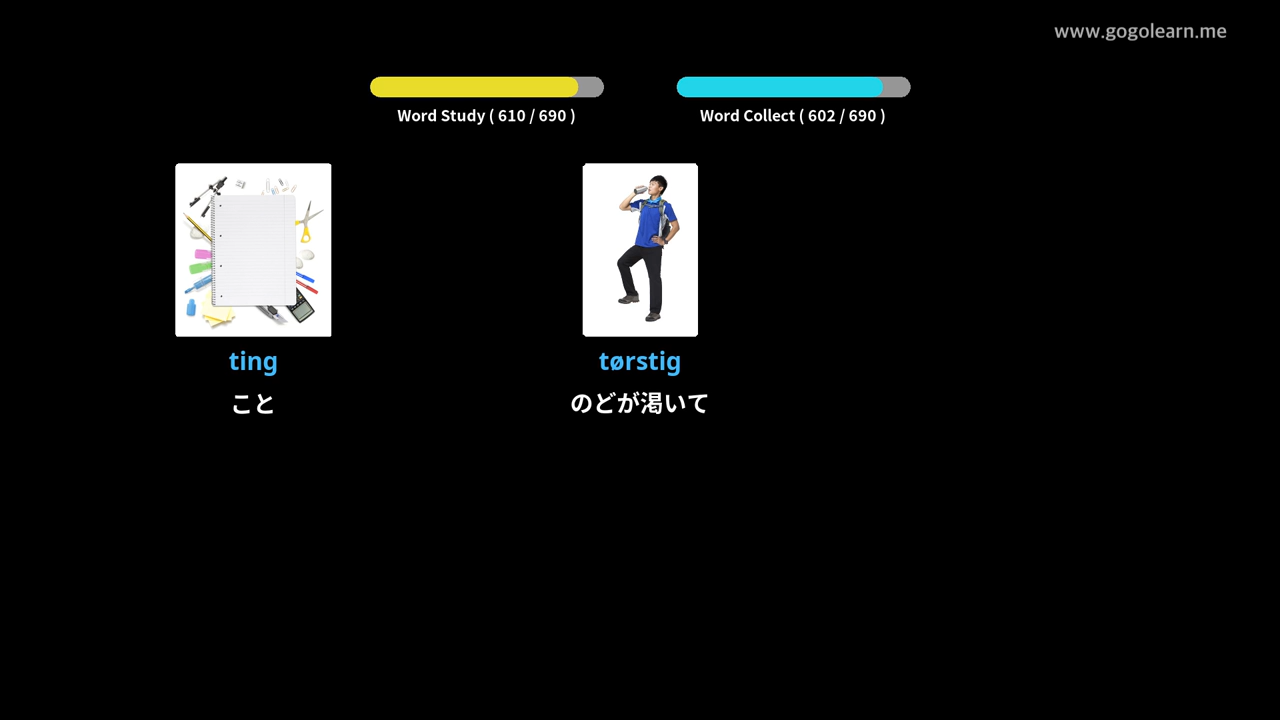 www.gogolearn.me
Word Study ( 610 / 690 )
Word Collect ( 602 / 690 )
ting
tørstig
こと
のどが渇いて